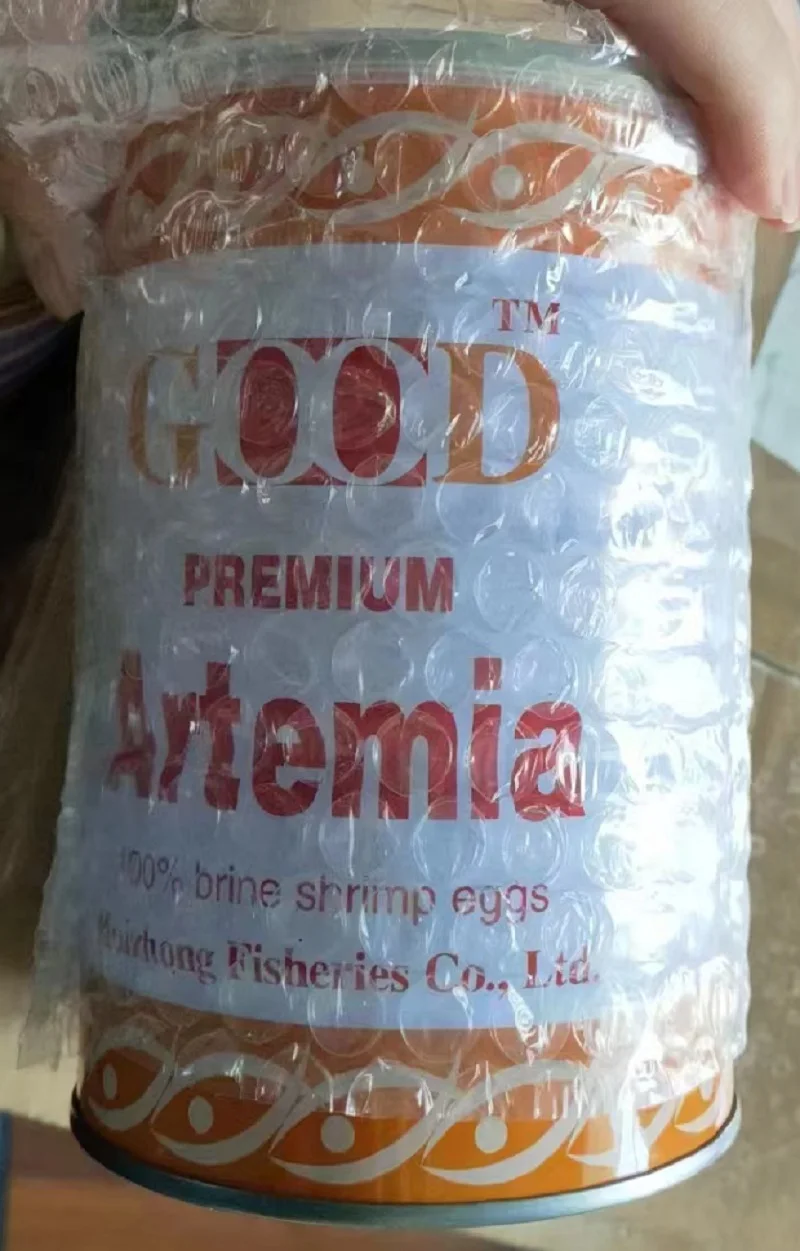 TM
GOOD
PREMIUM
Artemia
100% brine shrimp eggs
Fisheries Co., Ltd.